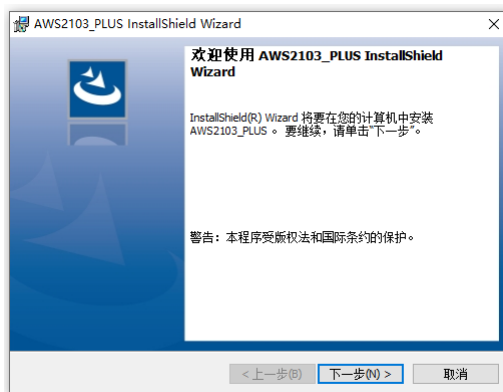 AWS2103_PLUS InstallShield Wizard
欢迎使用 AWS2103_PLUS InstallShield
Wizard
InstallShield(R) Wizard 将要在您的计算机中安装
AWS2103_PLUS 。 要继续，请单击“下一步”。
警告：本程序受版权法和国际条约的保护。
< 上一步(B)
下一步(N) >
取消